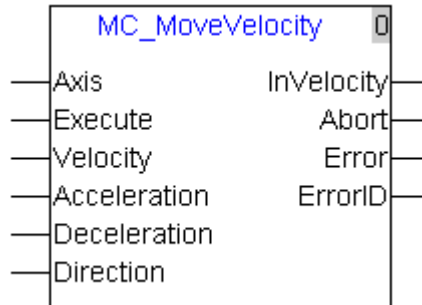 MC_MoveVelocity 0
Axis InVelocity
Execute Abort
Velocity Error
Acceleration ErrorID
Deceleration
Direction